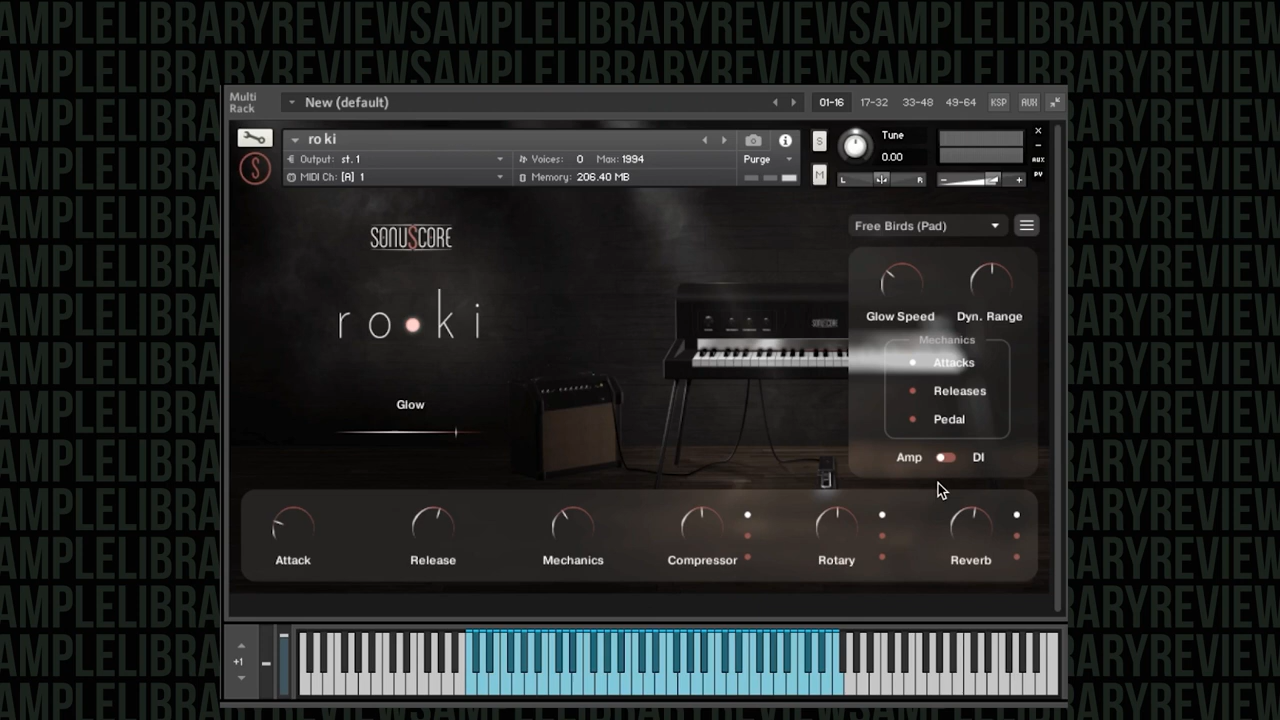 AMPLELIBRARYREVIEWSAMPLELIBRARYREVIEWSAMPLELIBRARYREVIEWS
Multi
Rack
New (default)
01-16
17-32
33-48
49-64
KSP
AUX
ro ki
Output: st.1
Voices: 0 Max: 1994
Purge
MIDI Ch: [A] 1
Memory: 206.40 MB
S
M
Tune
0.00
L
R
AUX
PV
SONUSCORE
ro•ki
Glow
Free Birds (Pad)
Glow Speed
Dyn. Range
Mechanics
Attacks
Releases
Pedal
Amp
DI
Attack
Release
Mechanics
Compressor
Rotary
Reverb
+1